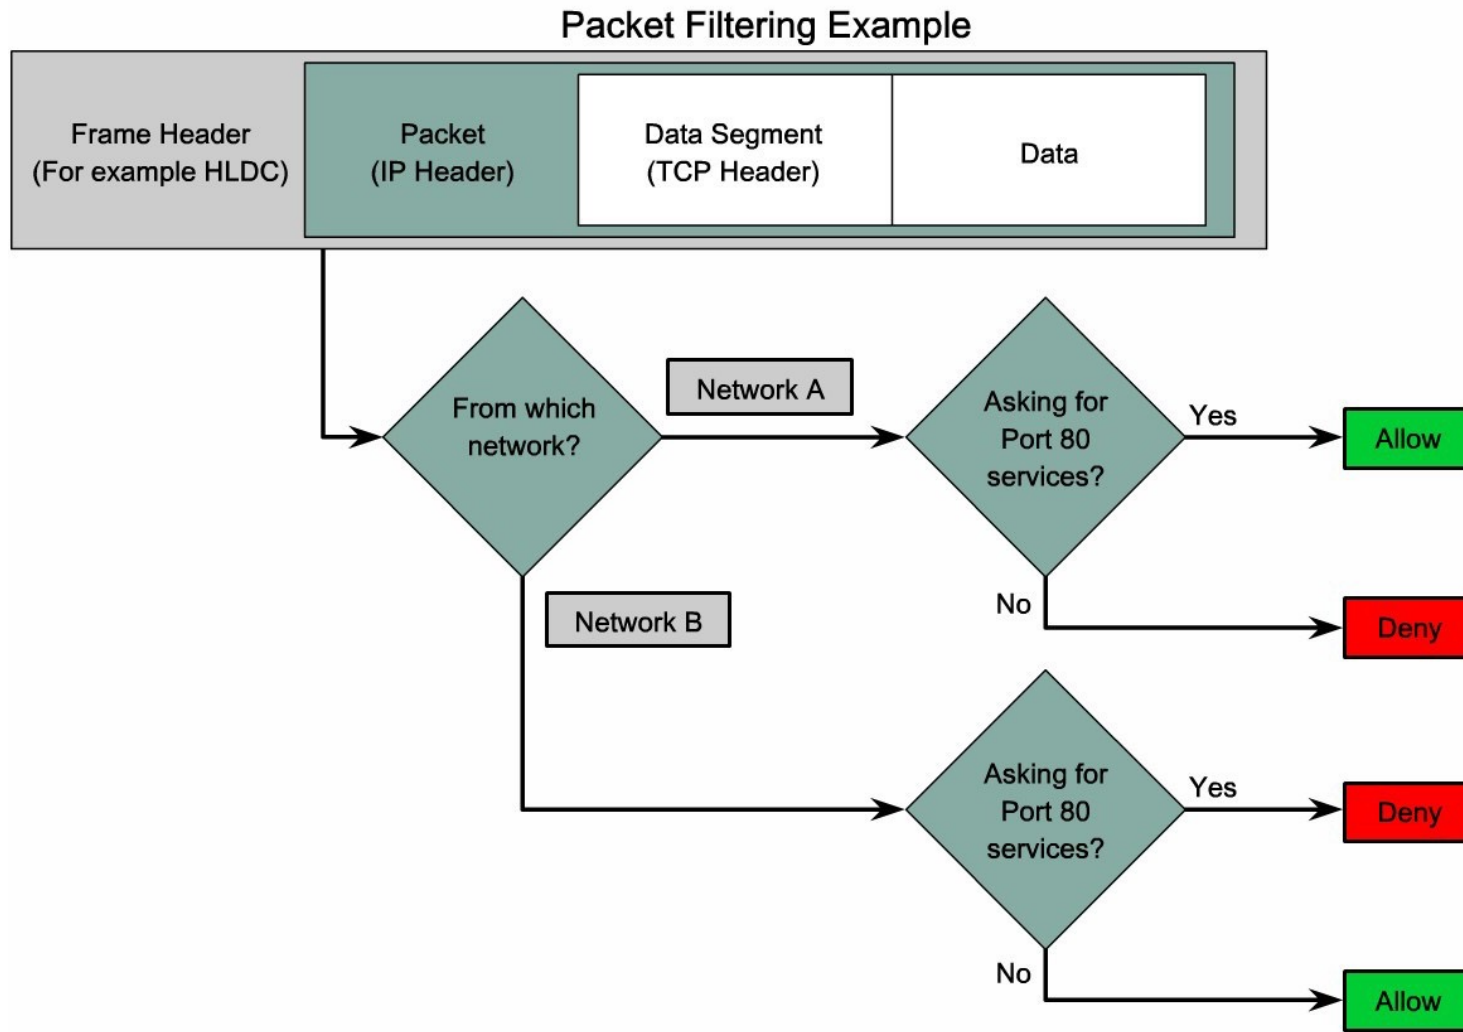 Packet Filtering Example
Frame Header
(For example HLDC)
Packet
(IP Header)
Data Segment
(TCP Header)
Data
From which
network?
Network A
Asking for
Port 80
services?
Yes
Allow
No
Deny
Network B
Asking for
Port 80
services?
Yes
Deny
No
Allow